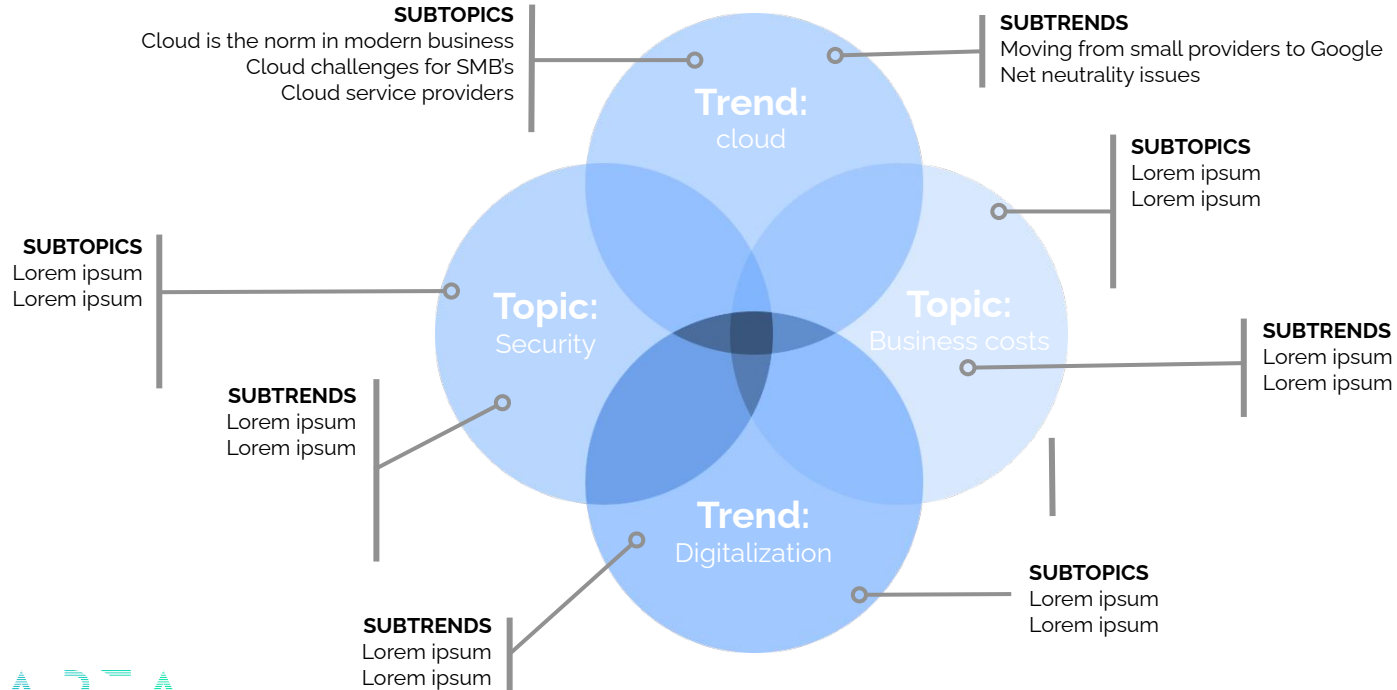 SUBTOPICS
Cloud is the norm in modern business
Cloud challenges for SMB's
Cloud service providers
SUBTRENDS
Moving from small providers to Google
Net neutrality issues
Trend:
cloud
SUBTOPICS
Lorem ipsum
Lorem ipsum
SUBTOPICS
Lorem ipsum
Lorem ipsum
Topic:
Security
Topic:
Business costs
SUBTRENDS
Lorem ipsum
Lorem ipsum
SUBTRENDS
Lorem ipsum
Lorem ipsum
Trend:
Digitalization
SUBTOPICS
Lorem ipsum
Lorem ipsum
SUBTRENDS
Lorem ipsum
Lorem ipsum